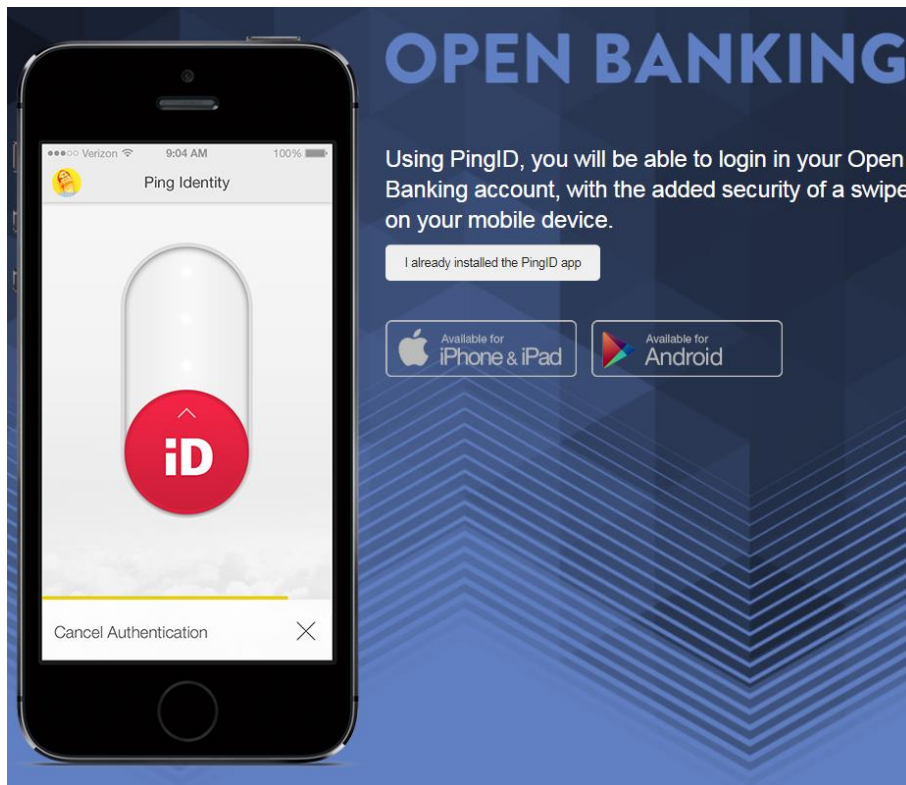 OPEN BANKING
Using PingID, you will be able to login in your Open
Banking account, with the added security of a swipe
on your mobile device.
I already installed the PingID app
Available for
iPhone & iPad
Available for
Android
Verizon 9:04 AM 100%
Ping Identity
iD
Cancel Authentication